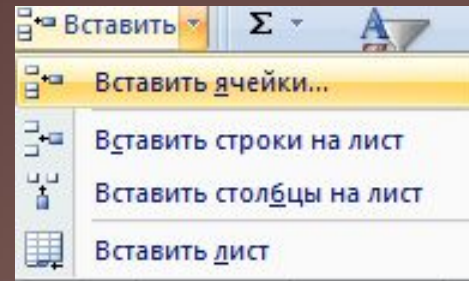 Вставить Σ А
Вставить ячейки...
Вставить строки на лист
Вставить столбцы на лист
Вставить лист